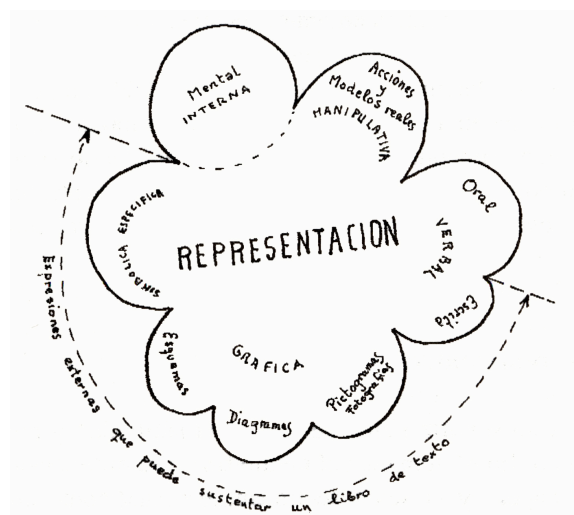 Mental
INTERNA
Acciones
y
Modelos reales
MANIPULATIVA
Oral
VERBAL
Escrita
REPRESENTACION
SIMBOLICA ESPECIFICA
GRAFICA
Esquemas
Diagramas
Pictogramas
Fotografías
Expresiones externas que puede sustentar un libro de texto